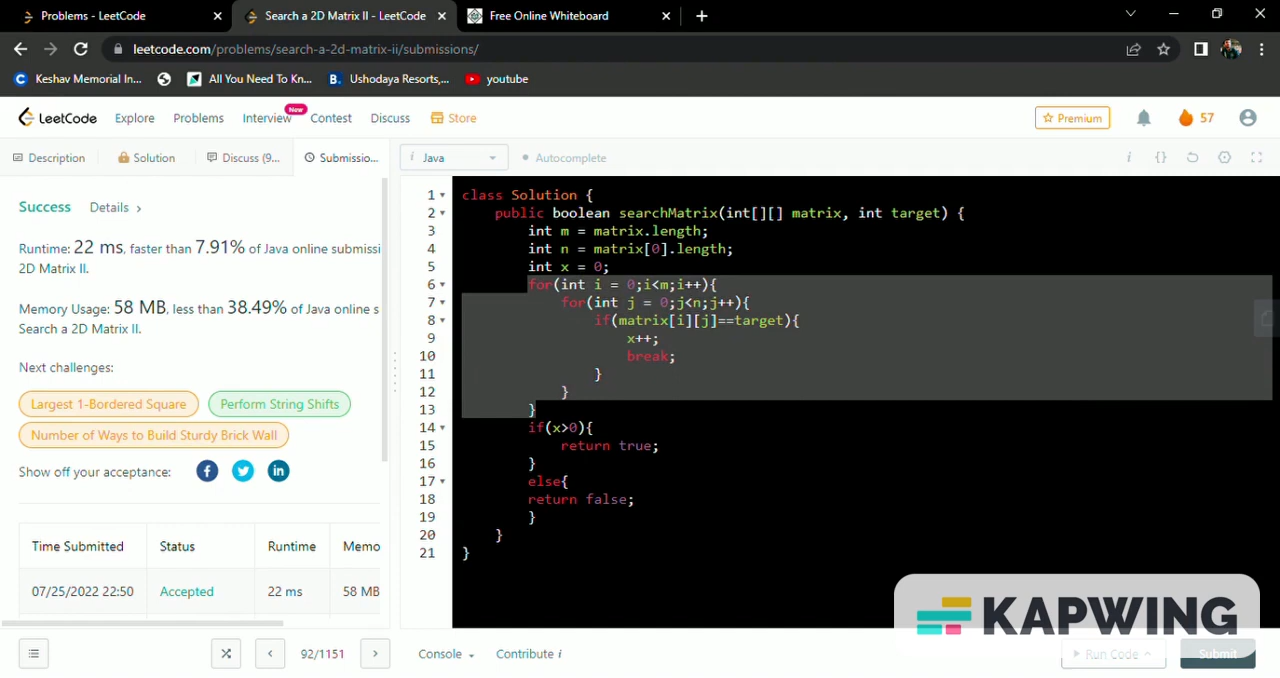 Problems - LeetCode
Search a 2D Matrix II - LeetCode
Free Online Whiteboard
leetcode.com/problems/search-a-2d-matrix-ii/submissions/
Keshav Memorial In...
All You Need To Kn...
B. Ushodaya Resorts,...
youtube
LeetCode
Explore
Problems
Interview
New
Contest
Discuss
Store
Premium
57
Description
Solution
Discuss (9...
Submissio...
i Java
Autocomplete
i
{}
Success
Details >
Runtime: 22 ms, faster than 7.91% of Java online submissi
2D Matrix II.
Memory Usage: 58 MB, less than 38.49% of Java online s
Search a 2D Matrix II.
Next challenges:
Largest 1-Bordered Square
Perform String Shifts
Number of Ways to Build Sturdy Brick Wall
Show off your acceptance:
Time Submitted Status Runtime Memo
07/25/2022 22:50 Accepted 22 ms 58 MB
1 class Solution {
2 public boolean searchMatrix(int[][] matrix, int target) {
3 int m = matrix.length;
4 int n = matrix[0].length;
5 int x = 0;
6 for(int i = 0;i<m;i++){
7 for(int j = 0;j<n;j++){
8 if(matrix[i][j]==target){
9 x++;
10 break;
11 }
12 }
13 }
14 if(x>0){
15 return true;
16 }
17 else{
18 return false;
19 }
20 }
21 }
KAPWING
92/1151
Console
Contribute i
Run Code
Submit